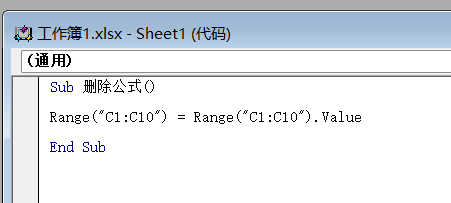 工作簿1.xlsx - Sheet1 (代码)
(通用)
Sub 删除公式()
Range("C1:C10") = Range("C1:C10").Value
End Sub